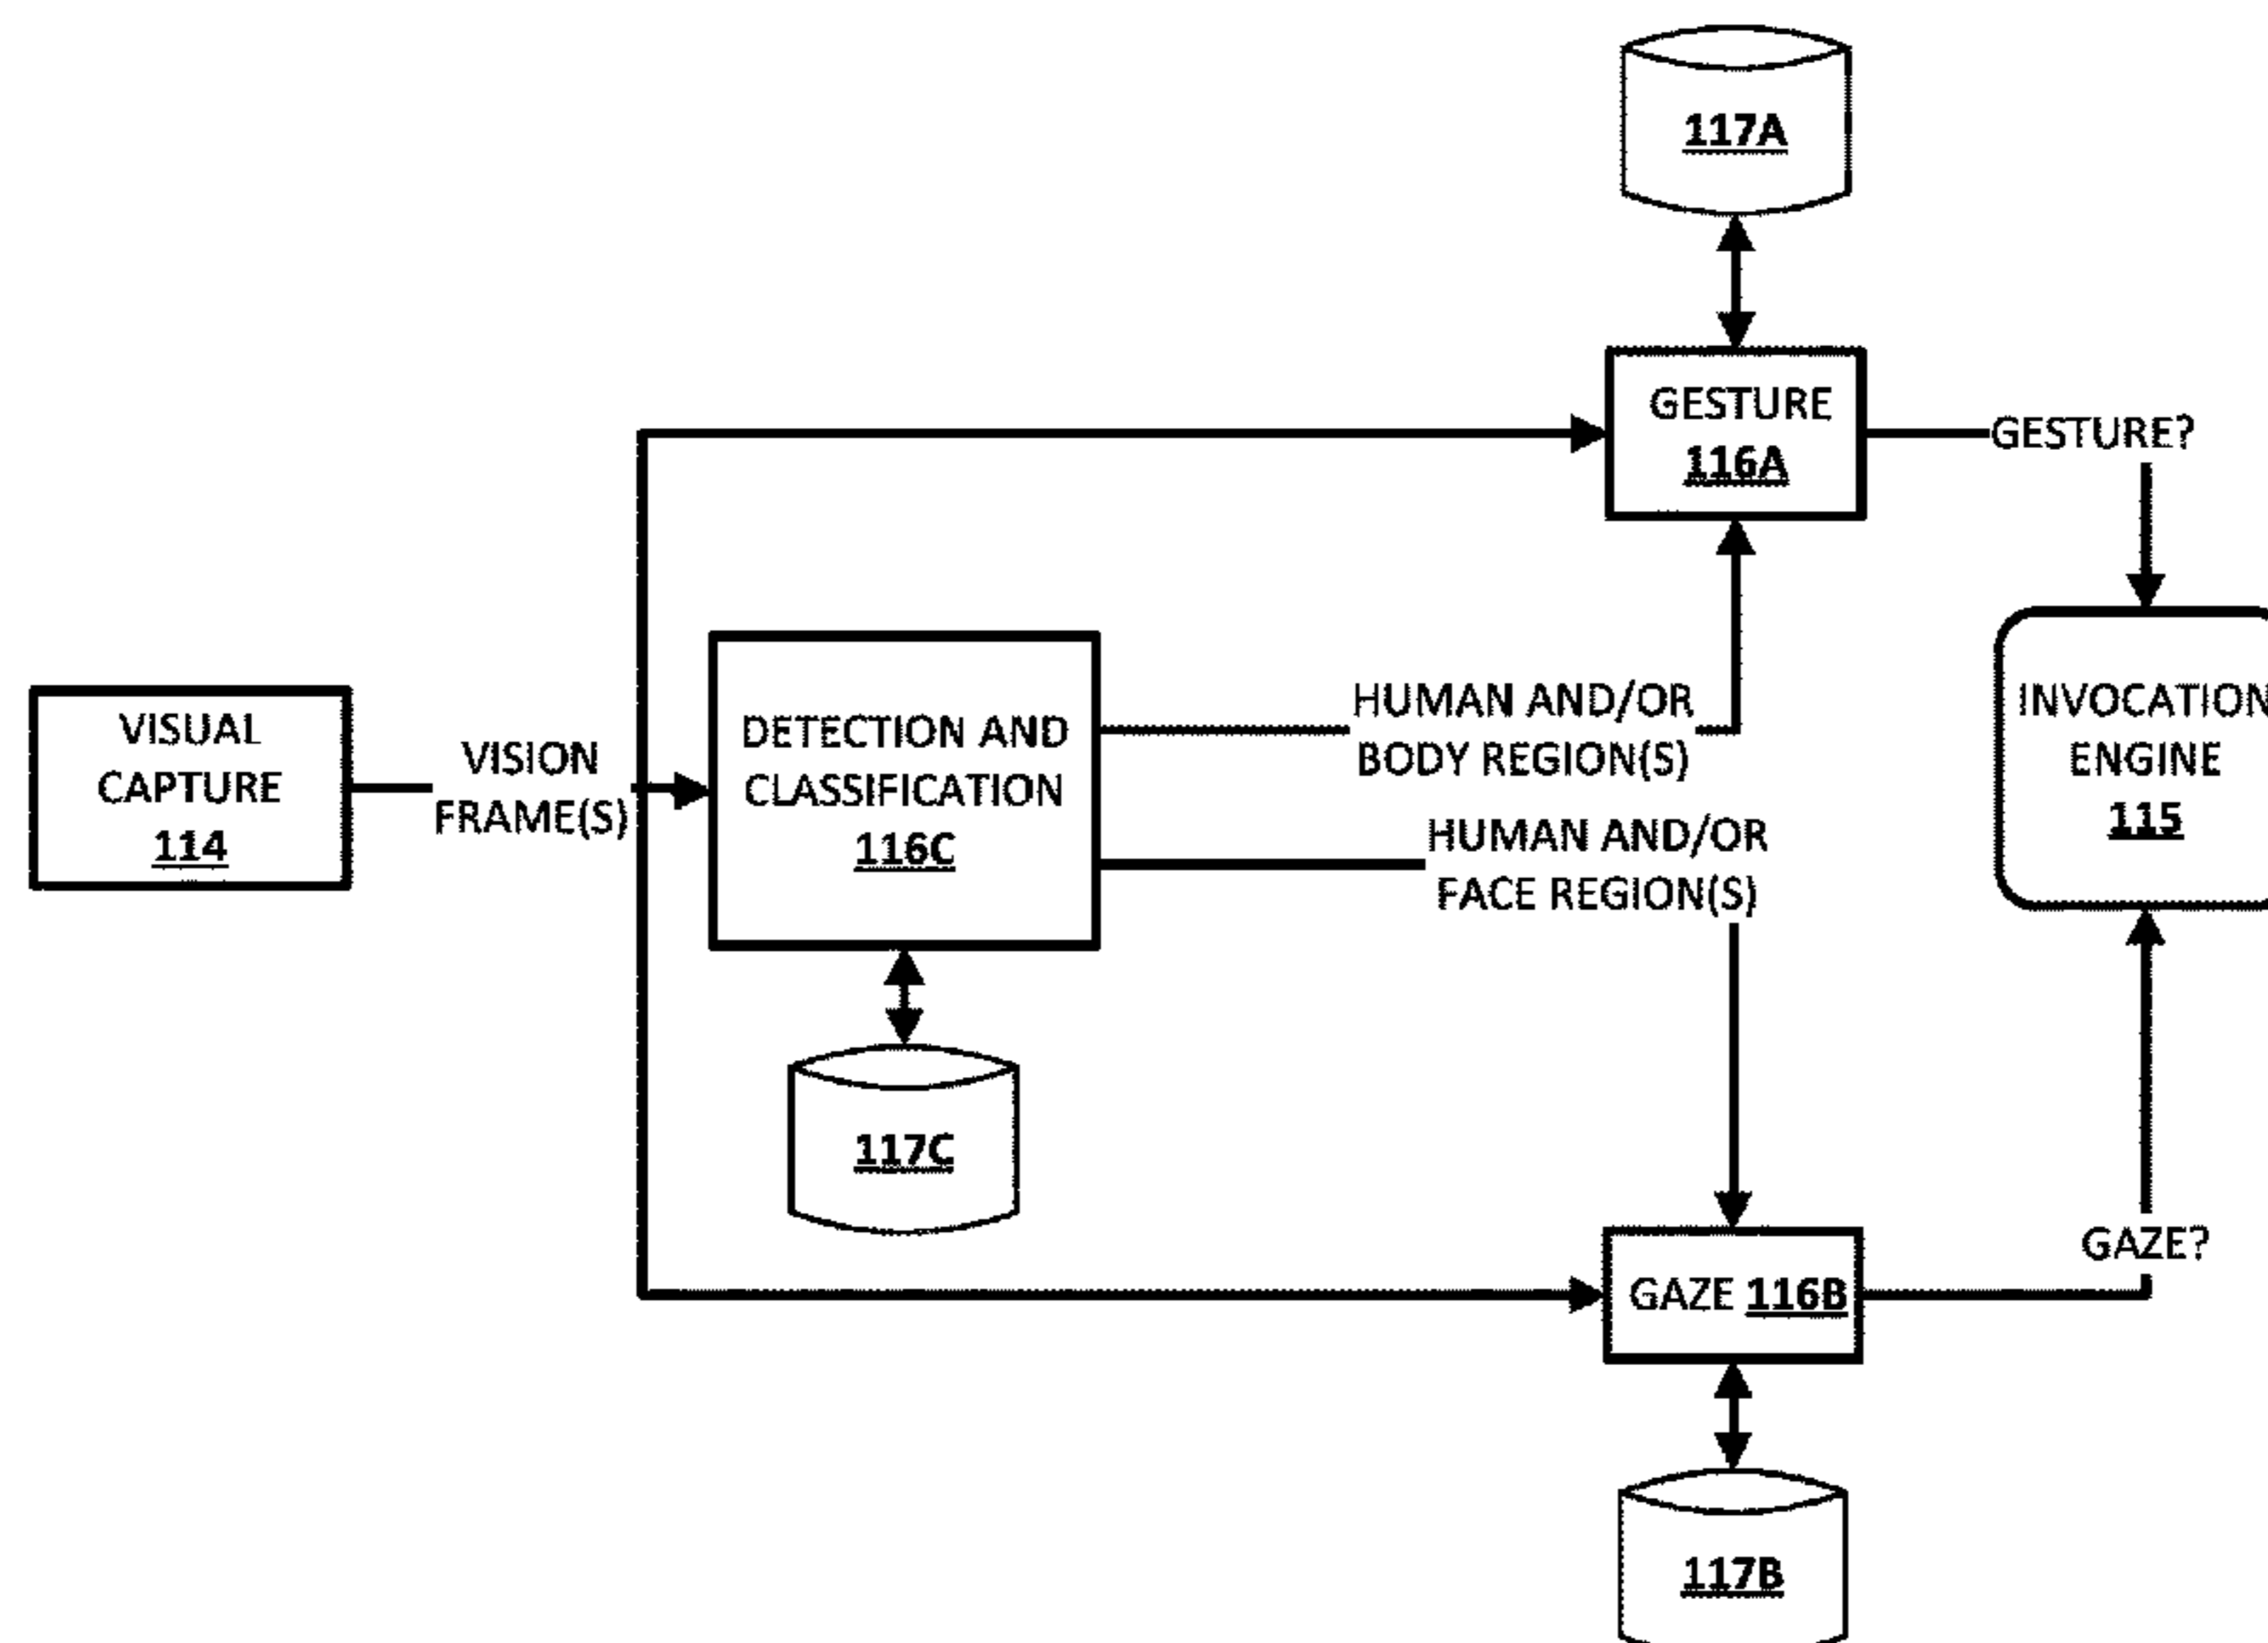 117A
GESTURE
116A
GESTURE?
VISUAL
CAPTURE
114
VISION
FRAME(S)
DETECTION AND
CLASSIFICATION
116C
HUMAN AND/OR
BODY REGION(S)
HUMAN AND/OR
FACE REGION(S)
INVOCATION
ENGINE
115
117C
GAZE 116B
GAZE?
117B